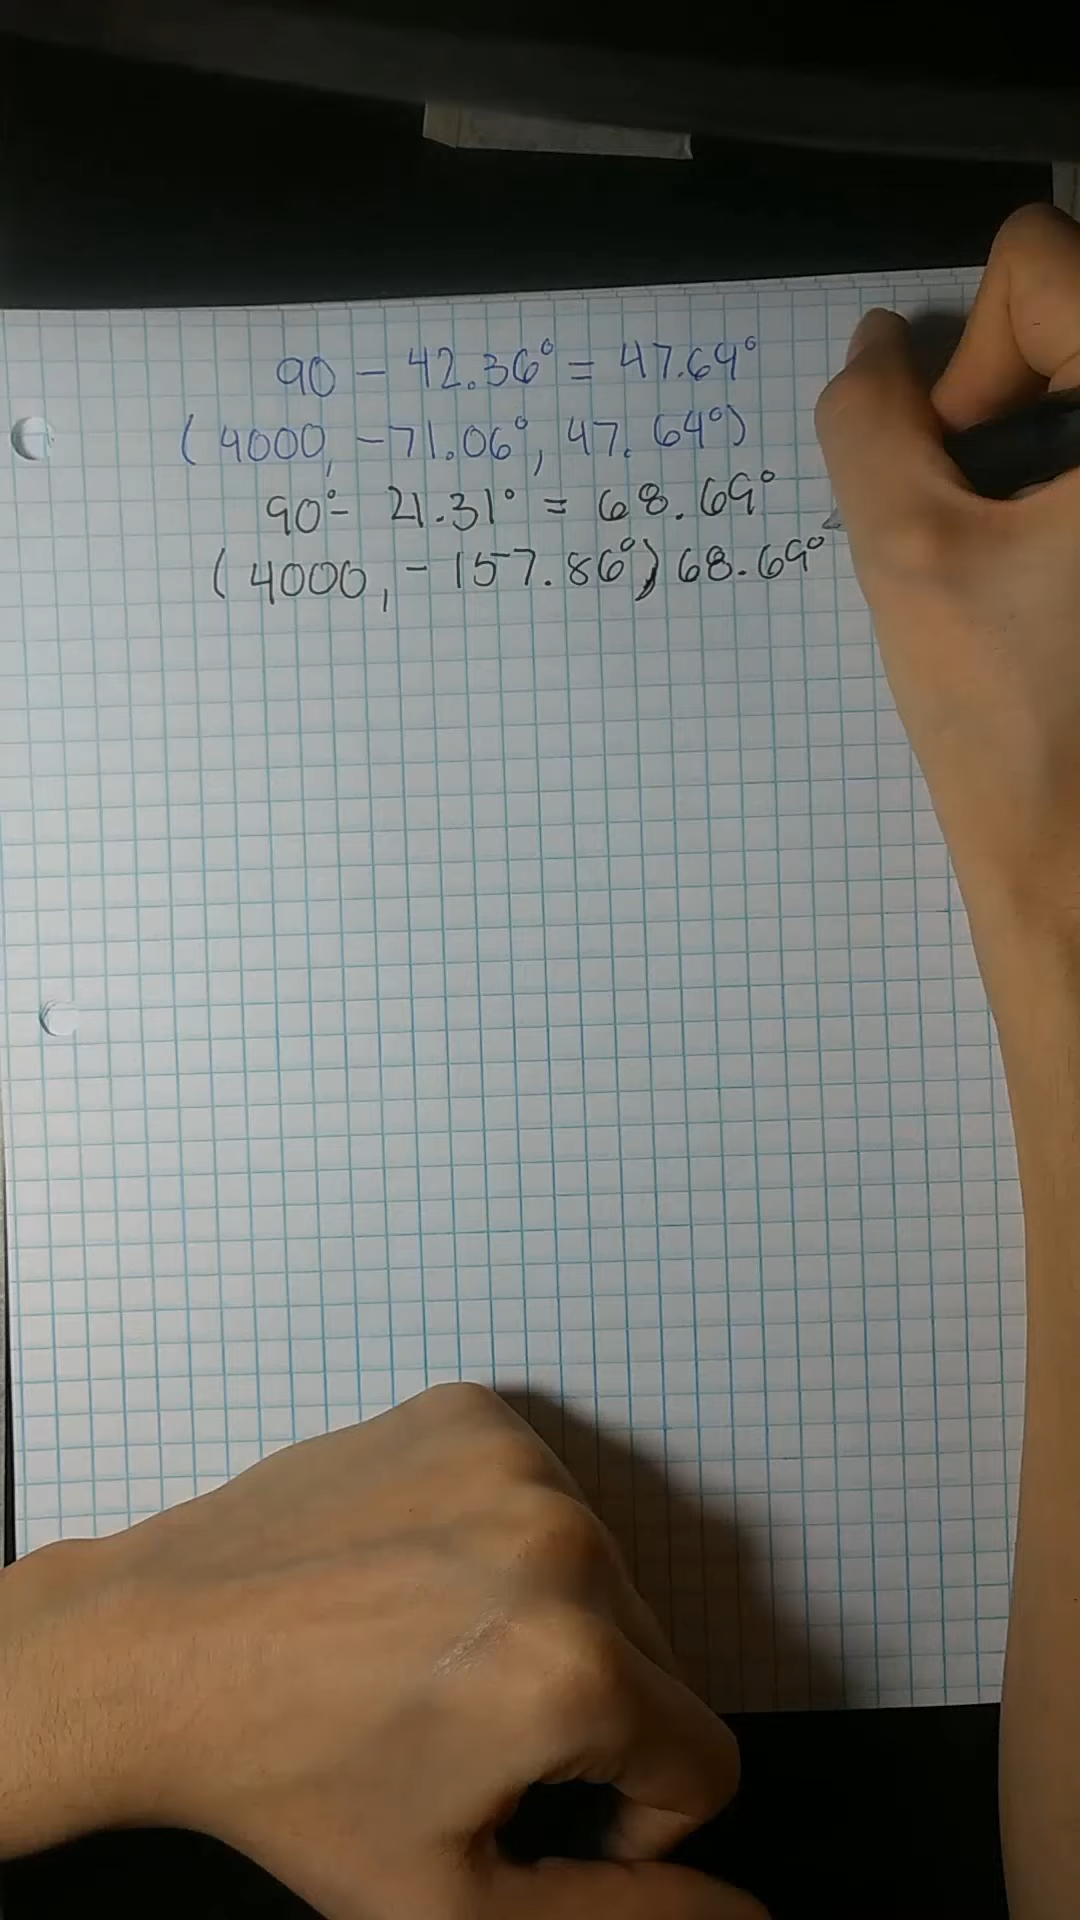 90 - 42.36° = 47.64°
(4000, -71.06°, 47.64°)
90° - 21.31° = 68.69°
(4000, -157.86°) 68.69°